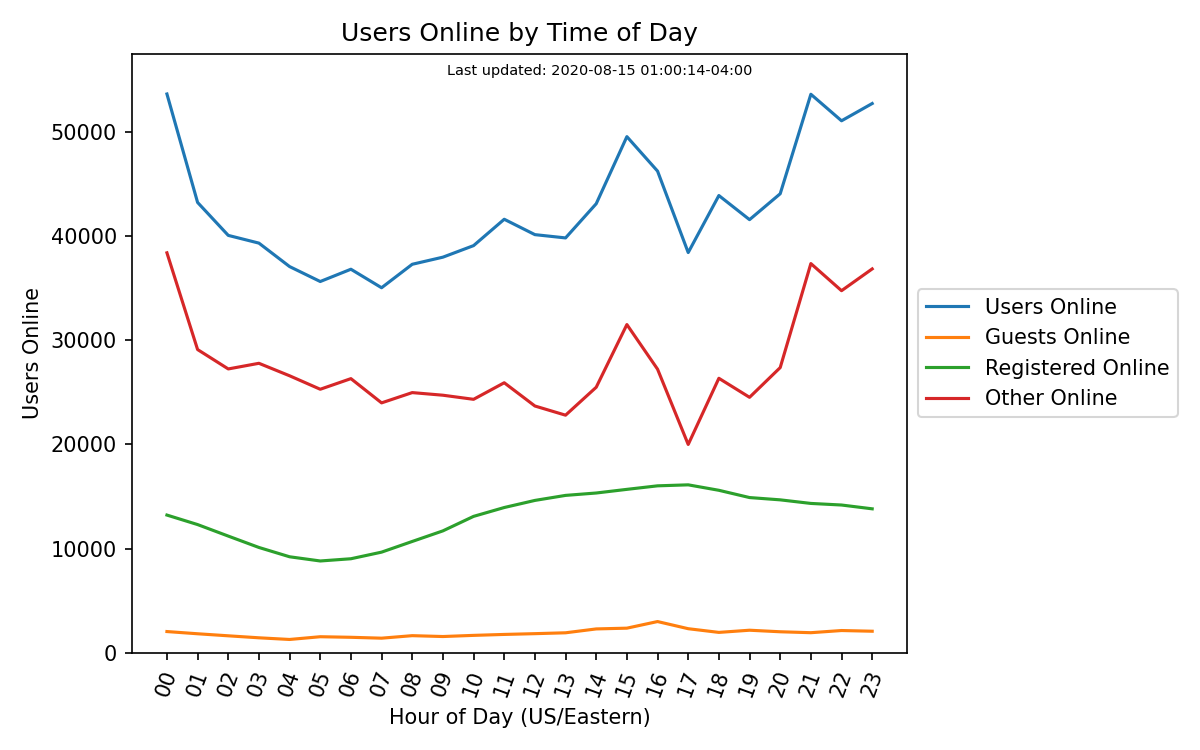 Users Online by Time of Day
Last updated: 2020-08-15 01:00:14-04:00
Users Online
50000
40000
30000
20000
10000
0
00 01 02 03 04 05 06 07 08 09 10 11 12 13 14 15 16 17 18 19 20 21 22 23
Hour of Day (US/Eastern)
Users Online
Guests Online
Registered Online
Other Online